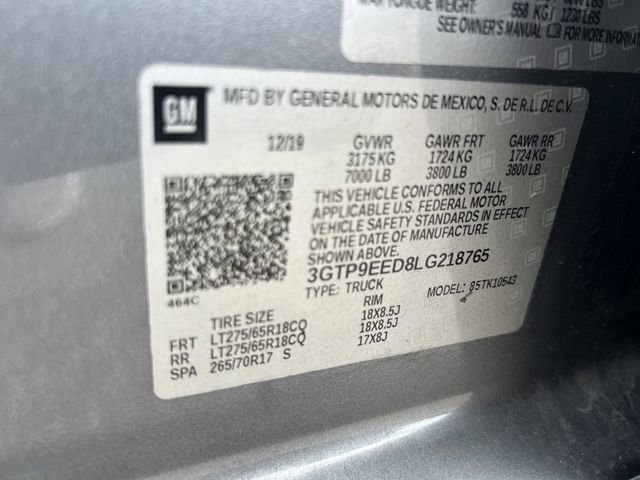 MAX TONGUE WEIGHT: 558 KG / 1230 LBS
SEE OWNER'S MANUAL FOR MORE INFORMATION
GM
MFD BY GENERAL MOTORS DE MEXICO, S. DE R.L. DE C.V.
12/19 GVWR GAWR FRT GAWR RR
3175 KG 1724 KG 1724 KG
7000 LB 3800 LB 3800 LB
THIS VEHICLE CONFORMS TO ALL
APPLICABLE U.S. FEDERAL MOTOR
VEHICLE SAFETY STANDARDS IN EFFECT
ON THE DATE OF MANUFACTURE
SHOWN ABOVE.
3GTP9EED8LG218765
464C
TYPE: TRUCK MODEL: 85TK10543
TIRE SIZE RIM
FRT LT275/65R18CQ 18X8.5J
RR LT275/65R18CQ 18X8.5J
SPA 265/70R17 S 17X8J